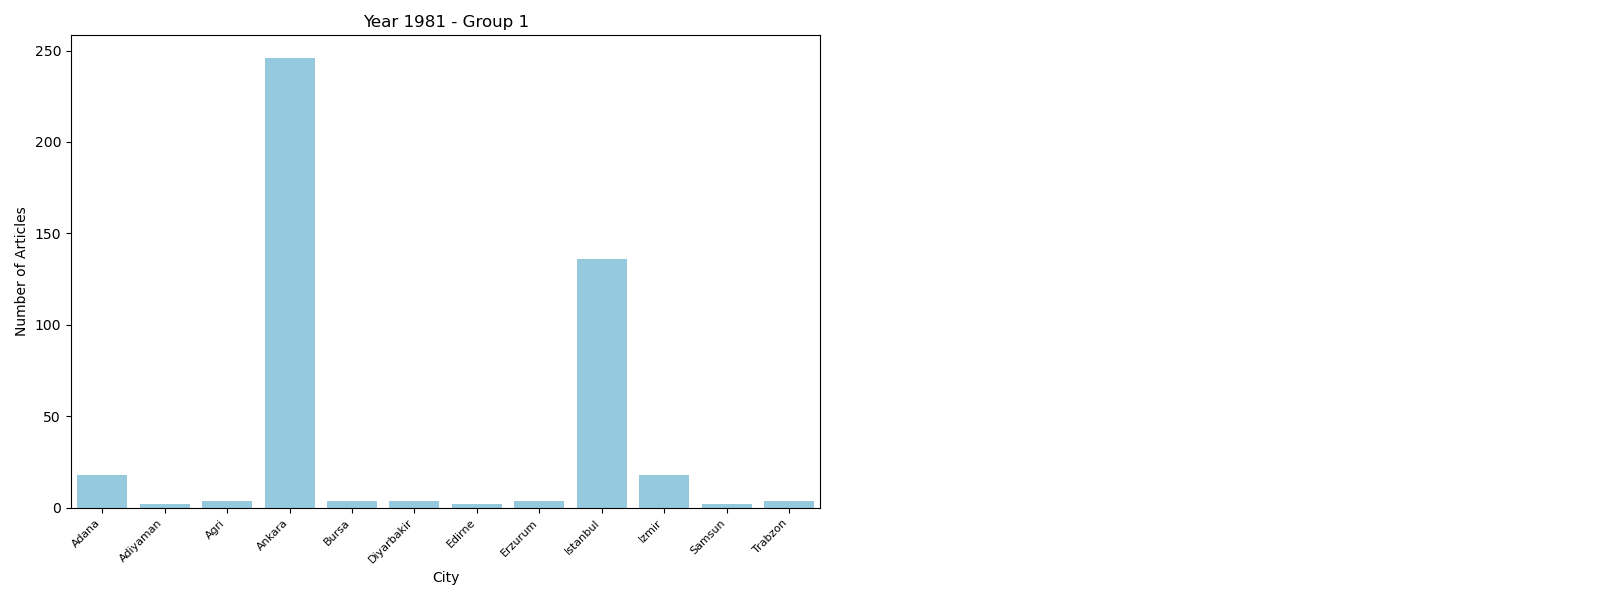 Year 1981 - Group 1
250
200
150
100
50
0
Number of Articles
Adana
Adiyaman
Agri
Ankara
Bursa
Diyarbakir
Edirne
Erzurum
Istanbul
Izmir
Samsun
Trabzon
City